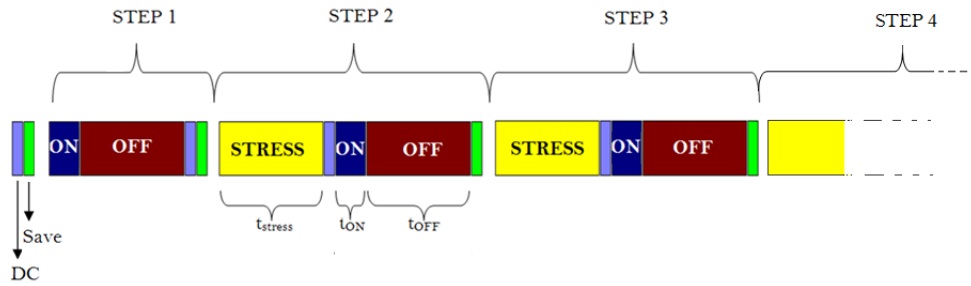 STEP 1 STEP 2 STEP 3 STEP 4
ON OFF STRESS ON OFF STRESS ON OFF
tstress tON tOFF
Save
DC